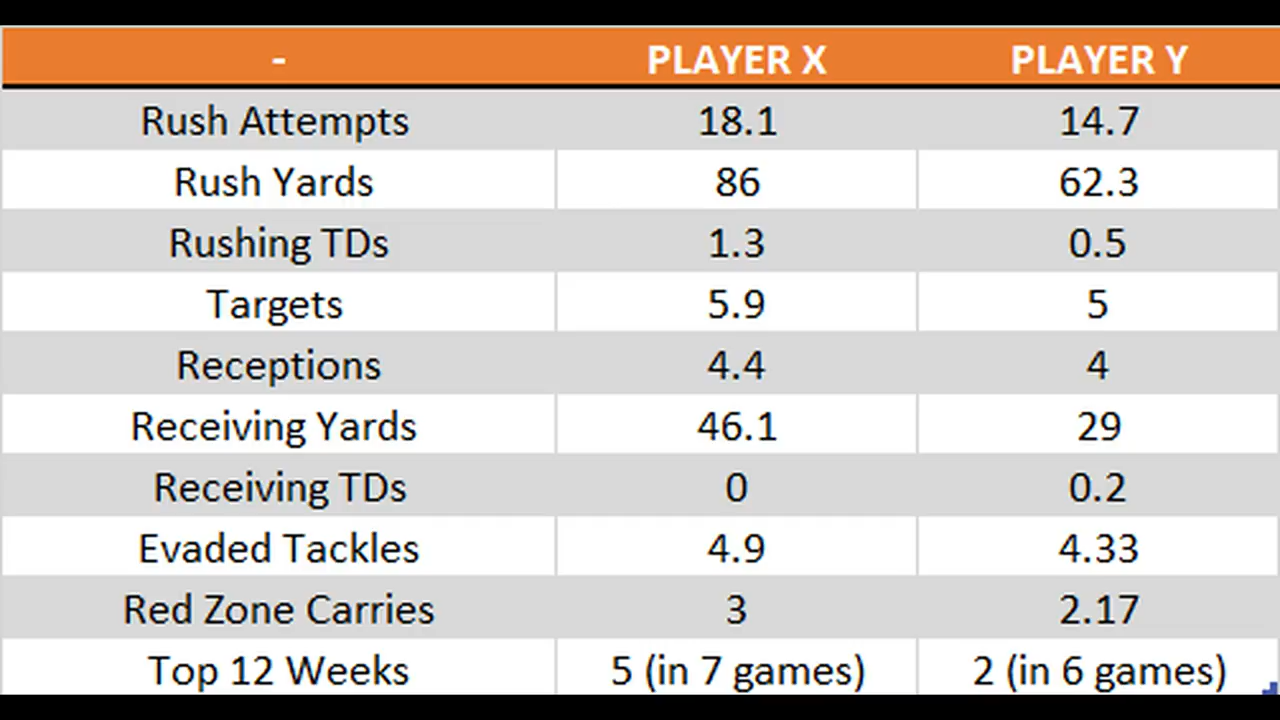 - PLAYER X PLAYER Y
Rush Attempts 18.1 14.7
Rush Yards 86 62.3
Rushing TDs 1.3 0.5
Targets 5.9 5
Receptions 4.4 4
Receiving Yards 46.1 29
Receiving TDs 0 0.2
Evaded Tackles 4.9 4.33
Red Zone Carries 3 2.17
Top 12 Weeks 5 (in 7 games) 2 (in 6 games)